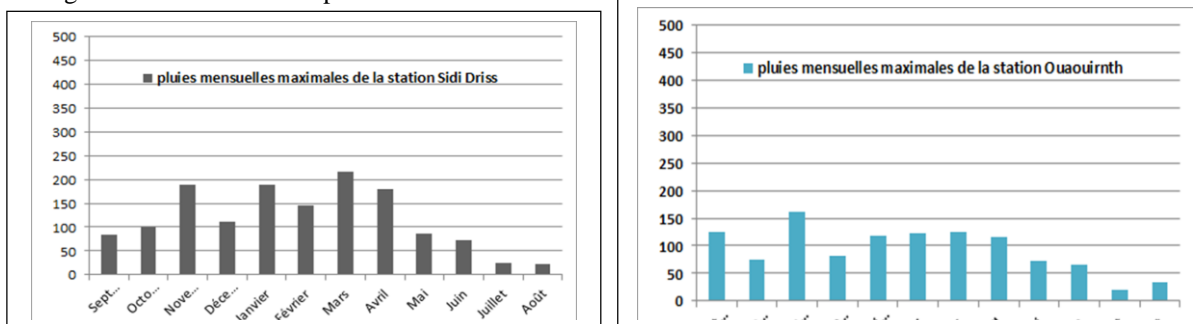 500
450
400
350
300
250
200
150
100
50
0
pluies mensuelles maximales de la station Sidi Driss
Sept...
Octo...
Nove...
Déce...
Janvier
Février
Mars
Avril
Mai
Juin
Juillet
Août
500
450
400
350
300
250
200
150
100
50
0
pluies mensuelles maximales de la station Ouaouirnth